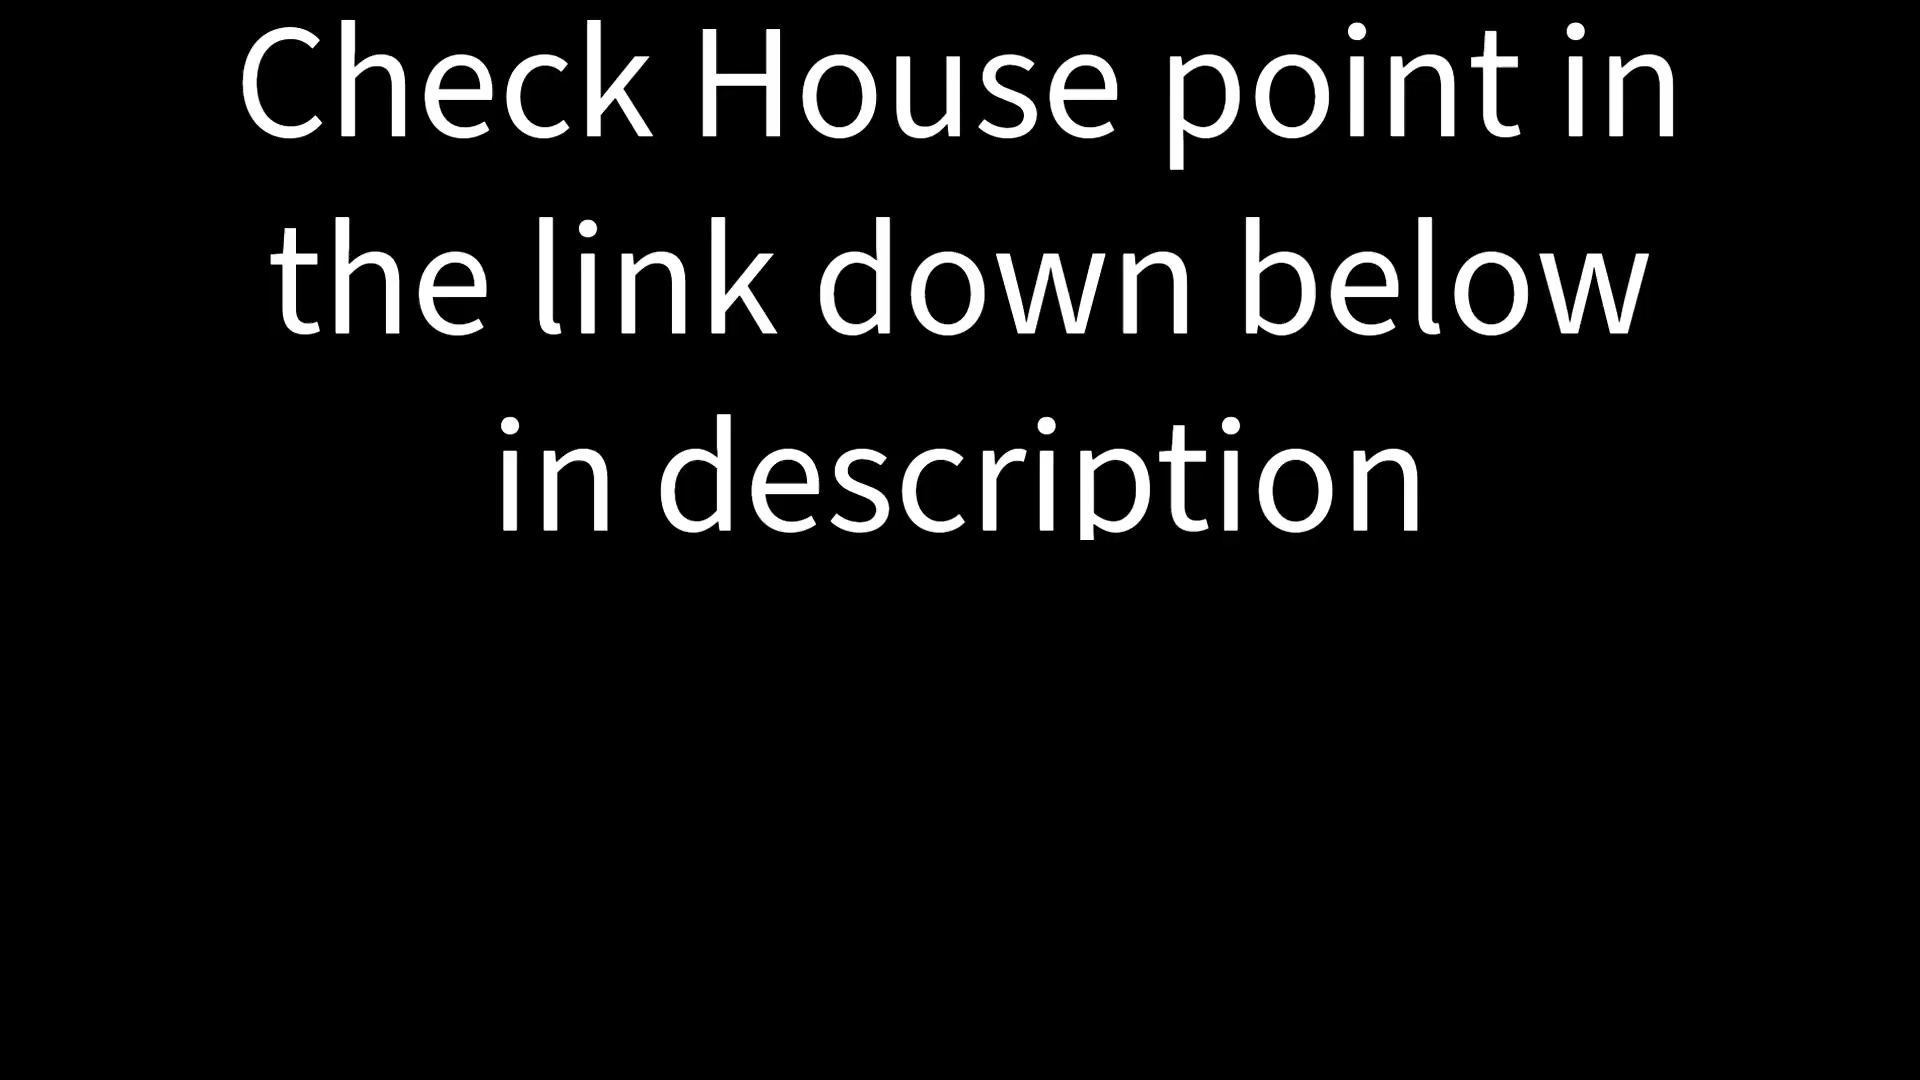 Check House point in
the link down below
in description